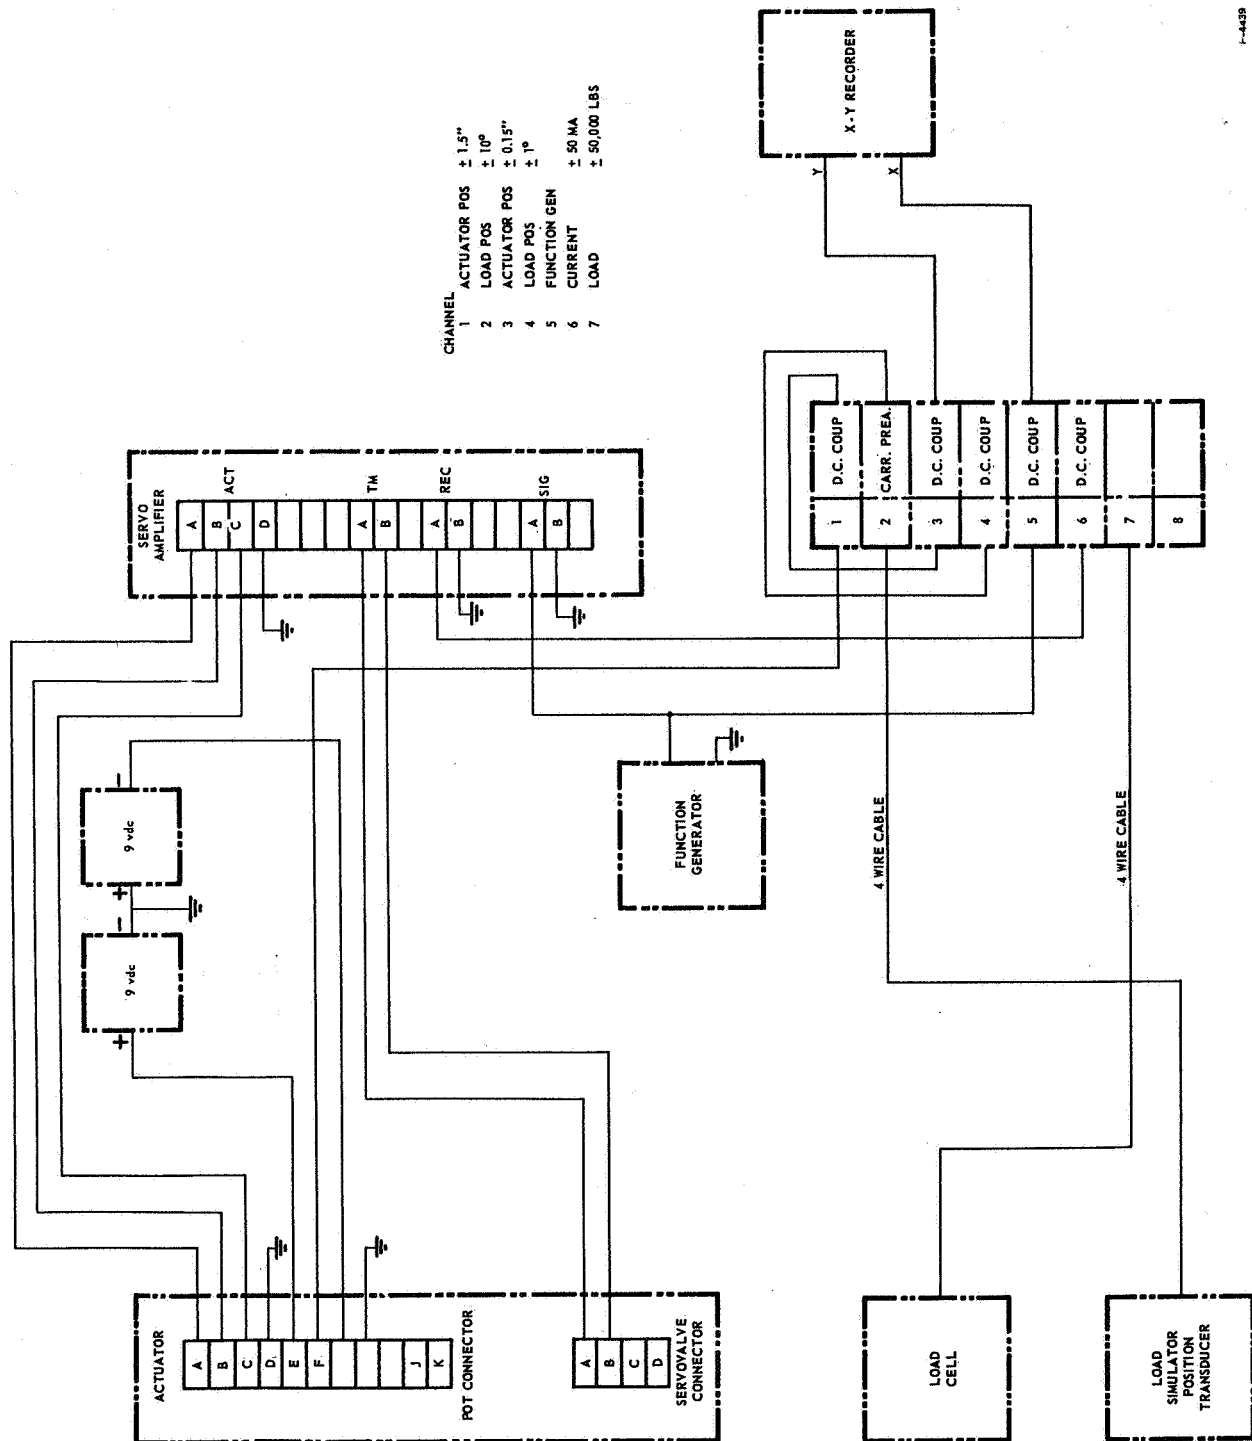 F-4439
X-Y RECORDER
Y
X
CHANNEL
1 ACTUATOR POS ± 1.5"
2 LOAD POS ± 10°
3 ACTUATOR POS ± 0.15"
4 LOAD POS ± 1°
5 FUNCTION GEN
6 CURRENT ± 50 MA
7 LOAD ± 50,000 LBS
SERVO
AMPLIFIER
A
B
C
D
ACT
A
B
TM
A
B
REC
A
B
SIG
1 D.C. COUP
2 CARR. PREA.
3 D.C. COUP
4 D.C. COUP
5 D.C. COUP
6 D.C. COUP
7
8
9 vdc
+
-
9 vdc
+
-
FUNCTION
GENERATOR
4 WIRE CABLE
4 WIRE CABLE
ACTUATOR
A
B
C
D
E
F
J
K
POT CONNECTOR
A
B
C
D
SERVOVALVE
CONNECTOR
LOAD
CELL
LOAD
SIMULATOR
POSITION
TRANSDUCER